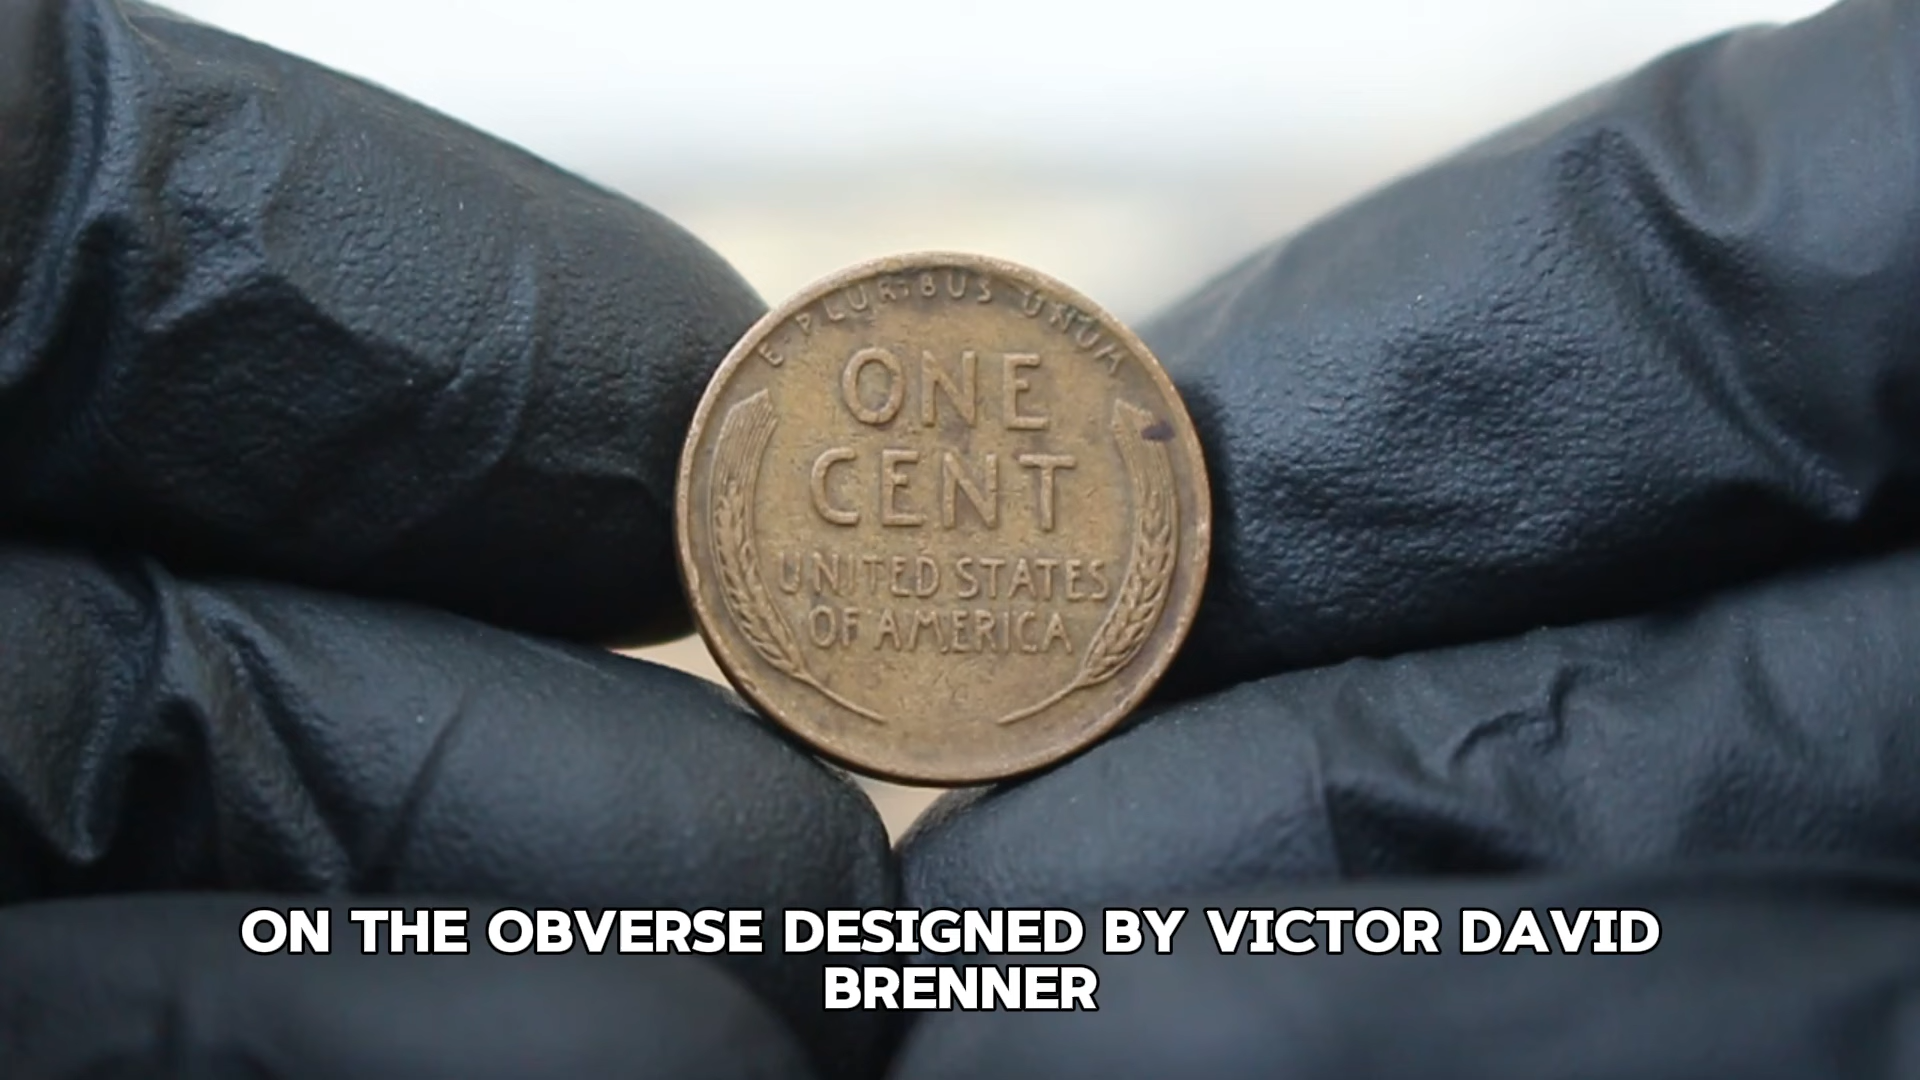 E·PLURIBUS UNUM
ONE
CENT
UNITED STATES
OF AMERICA
ON THE OBVERSE DESIGNED BY VICTOR DAVID
BRENNER